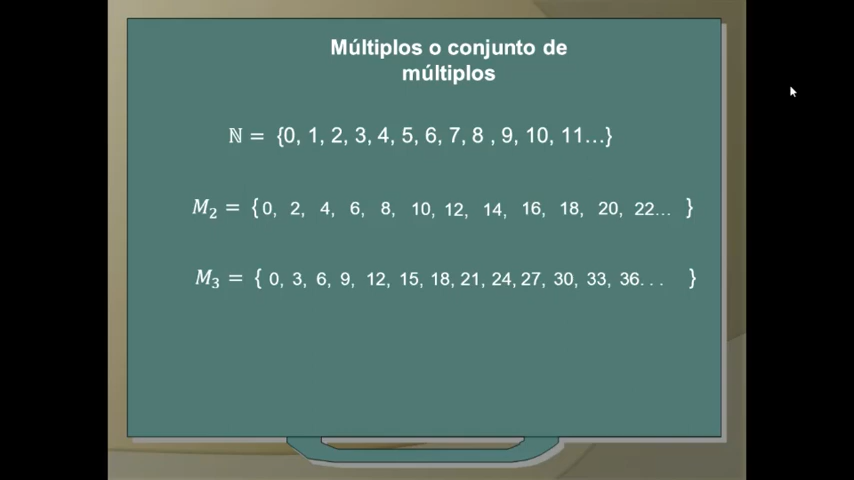 Múltiplos o conjunto de
múltiplos
ℕ = {0, 1, 2, 3, 4, 5, 6, 7, 8 , 9, 10, 11...}
M₂ = { 0, 2, 4, 6, 8, 10, 12, 14, 16, 18, 20, 22... }
M₃ = { 0, 3, 6, 9, 12, 15, 18, 21, 24, 27, 30, 33, 36. . . }